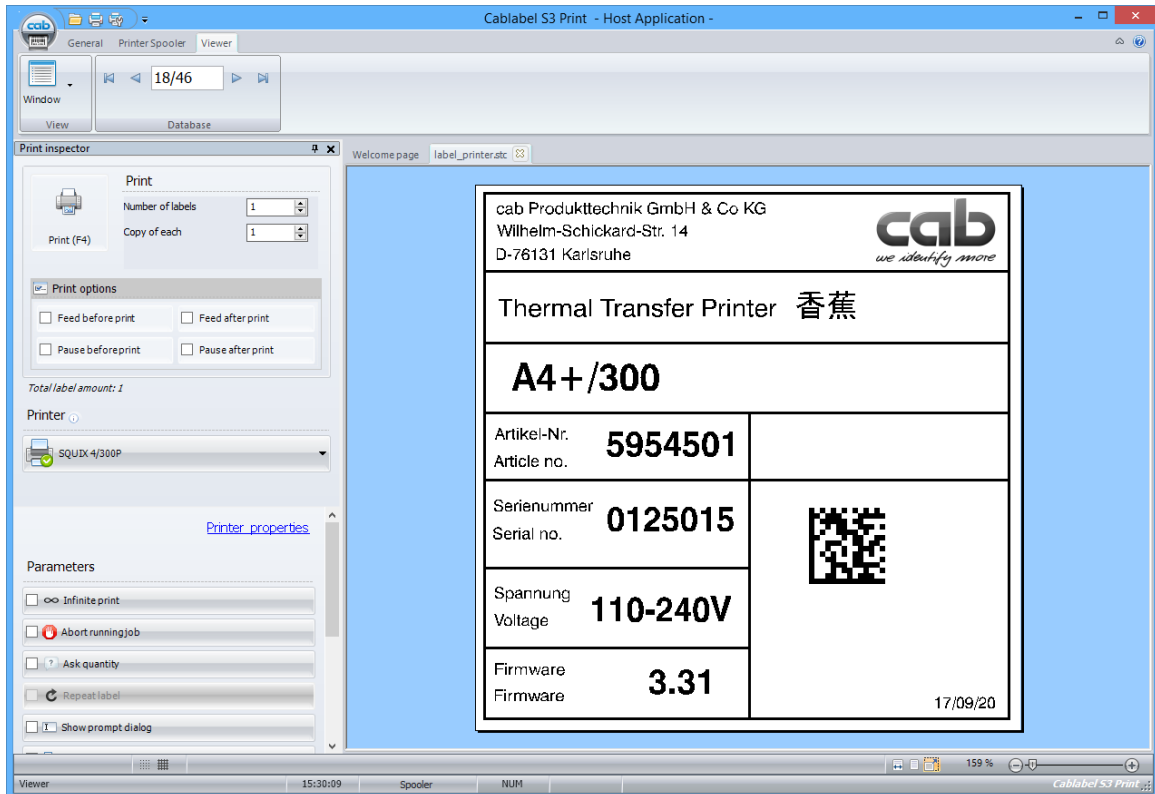 Cablabel S3 Print - Host Application -
cab
General Printer Spooler Viewer
18/46
Window
View Database
Print inspector
Welcome page label_printer.stc
Print
Number of labels 1
Copy of each 1
Print (F4)
Print options
Feed before print Feed after print
Pause before print Pause after print
Total label amount: 1
Printer
SQUIX 4/300P
Printer properties
Parameters
Infinite print
Abort running job
Ask quantity
Repeat label
Show prompt dialog
cab Produkttechnik GmbH & Co KG
Wilhelm-Schickard-Str. 14
D-76131 Karlsruhe
cab
we identify more
Thermal Transfer Printer 香蕉
A4+/300
Artikel-Nr.
Article no.
5954501
Serienummer
Serial no.
0125015
Spannung
Voltage
110-240V
Firmware
Firmware
3.31
17/09/20
159 %
Viewer 15:30:09 Spooler NUM Cablabel S3 Print